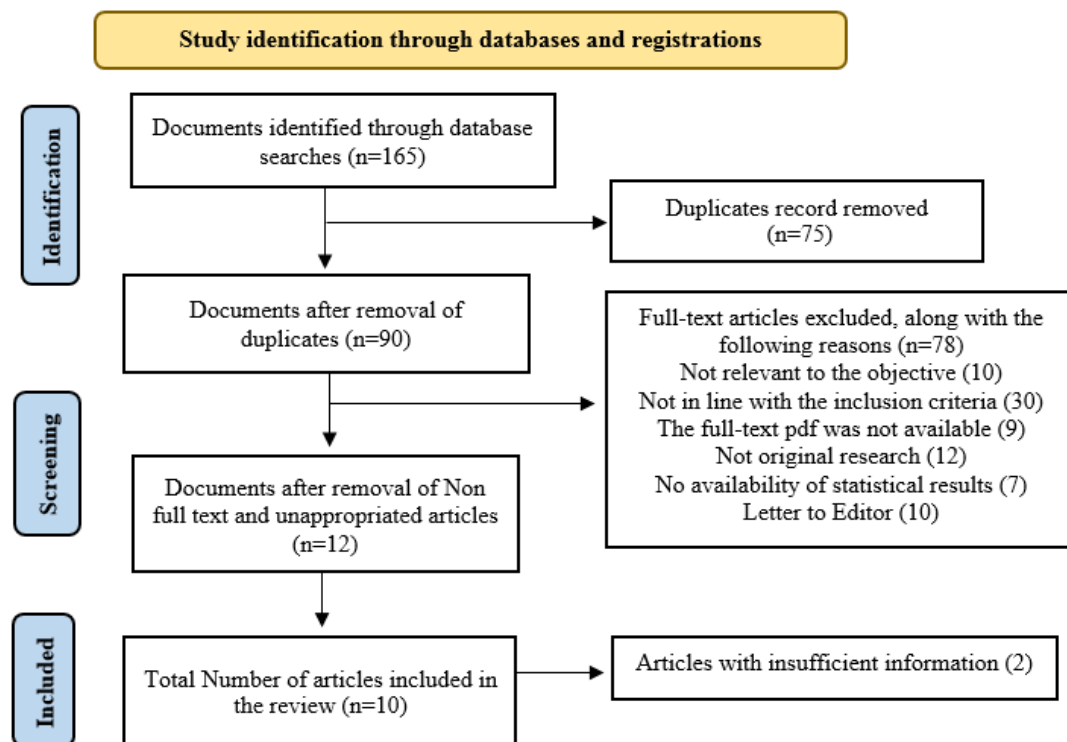 Study identification through databases and registrations
Identification
Documents identified through database
searches (n=165)
Duplicates record removed
(n=75)
Documents after removal of
duplicates (n=90)
Screening
Full-text articles excluded, along with the
following reasons (n=78)
Not relevant to the objective (10)
Not in line with the inclusion criteria (30)
The full-text pdf was not available (9)
Not original research (12)
No availability of statistical results (7)
Letter to Editor (10)
Documents after removal of Non
full text and unappropriated articles
(n=12)
Included
Total Number of articles included in
the review (n=10)
Articles with insufficient information (2)